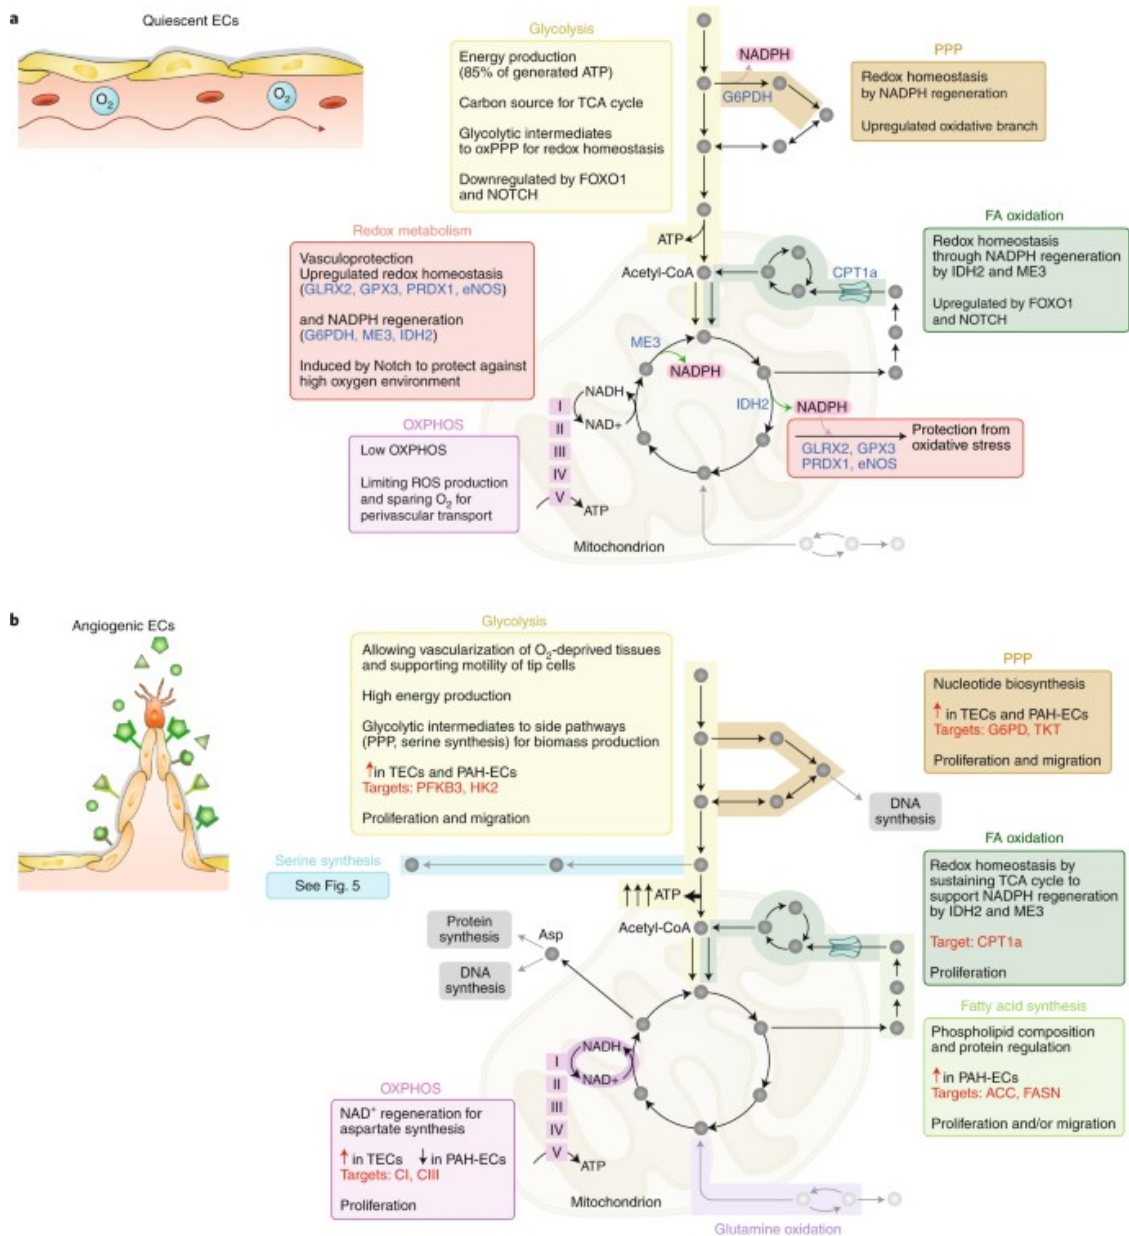 a
Quiescent ECs
O2
O2
Glycolysis
Energy production
(85% of generated ATP)
Carbon source for TCA cycle
Glycolytic intermediates
to oxPPP for redox homeostasis
Downregulated by FOXO1
and NOTCH
NADPH
G6PDH
PPP
Redox homeostasis
by NADPH regeneration
Upregulated oxidative branch
Redox metabolism
Vasculoprotection
Upregulated redox homeostasis
(GLRX2, GPX3, PRDX1, eNOS)
and NADPH regeneration
(G6PDH, ME3, IDH2)
Induced by Notch to protect against
high oxygen environment
ATP
Acetyl-CoA
CPT1a
FA oxidation
Redox homeostasis
through NADPH regeneration
by IDH2 and ME3
Upregulated by FOXO1
and NOTCH
ME3
NADPH
NADH
NAD+
IDH2
NADPH
GLRX2, GPX3
PRDX1, eNOS
Protection from
oxidative stress
OXPHOS
Low OXPHOS
Limiting ROS production
and sparing O2 for
perivascular transport
I
II
III
IV
V
ATP
Mitochondrion
b
Angiogenic ECs
Glycolysis
Allowing vascularization of O2-deprived tissues
and supporting motility of tip cells
High energy production
Glycolytic intermediates to side pathways
(PPP, serine synthesis) for biomass production
↑in TECs and PAH-ECs
Targets: PFKB3, HK2
Proliferation and migration
PPP
Nucleotide biosynthesis
↑ in TECs and PAH-ECs
Targets: G6PD, TKT
Proliferation and migration
DNA
synthesis
Serine synthesis
See Fig. 5
↑↑↑ ATP
Acetyl-CoA
Protein
synthesis
Asp
DNA
synthesis
FA oxidation
Redox homeostasis by
sustaining TCA cycle to
support NADPH regeneration
by IDH2 and ME3
Target: CPT1a
Proliferation
Fatty acid synthesis
Phospholipid composition
and protein regulation
↑ in PAH-ECs
Targets: ACC, FASN
Proliferation and/or migration
NADH
NAD+
OXPHOS
NAD+ regeneration for
aspartate synthesis
↑ in TECs ↓ in PAH-ECs
Targets: CI, CIII
Proliferation
I
II
III
IV
V
ATP
Mitochondrion
Glutamine oxidation